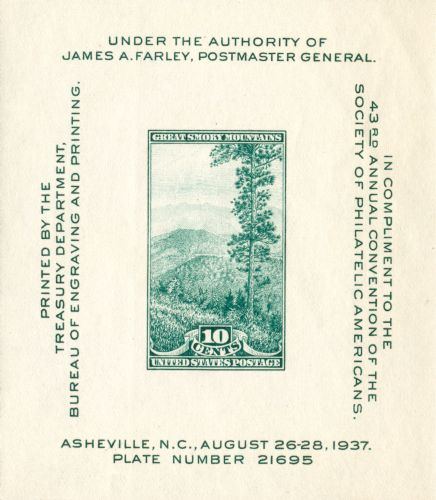 UNDER THE AUTHORITY OF
JAMES A. FARLEY, POSTMASTER GENERAL.
PRINTED BY THE
TREASURY DEPARTMENT,
BUREAU OF ENGRAVING AND PRINTING.
GREAT SMOKY MOUNTAINS
10
CENTS
UNITED STATES POSTAGE
IN COMPLIMENT TO THE
43RD ANNUAL CONVENTION OF THE
SOCIETY OF PHILATELIC AMERICANS.
ASHEVILLE, N.C., AUGUST 26-28, 1937.
PLATE NUMBER 21695